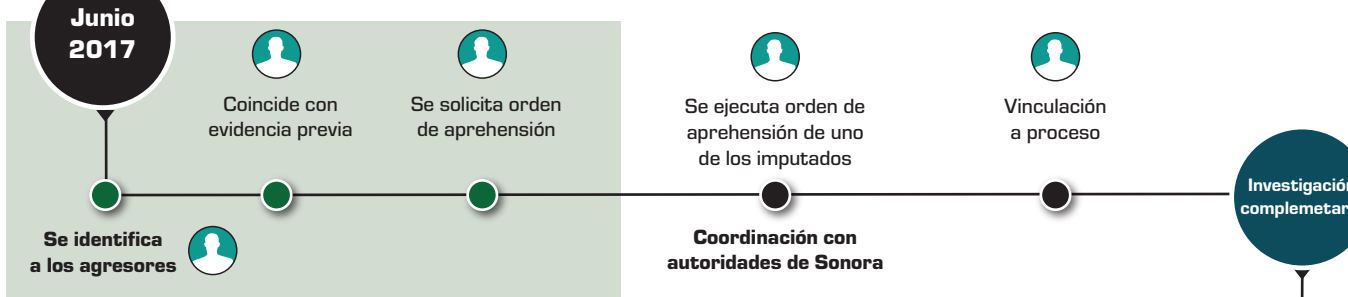 Junio
2017
Se identifica
a los agresores
Coincide con
evidencia previa
Se solicita orden
de aprehensión
Se ejecuta orden de
aprehensión de uno
de los imputados
Coordinación con
autoridades de Sonora
Vinculación
a proceso
Investigación